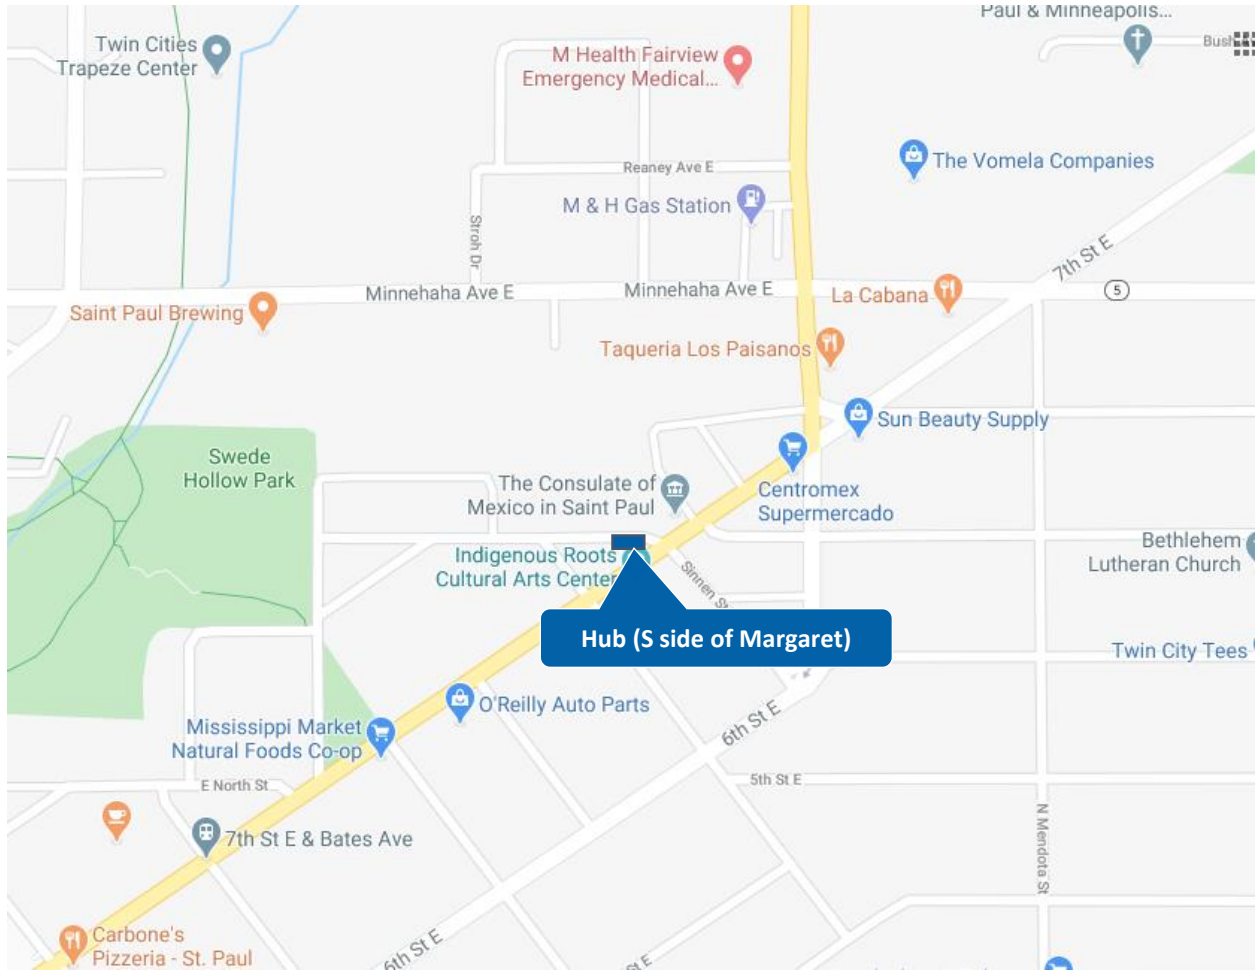 Paul & Minneapolis...
Twin Cities
Trapeze Center
M Health Fairview
Emergency Medical...
Reaney Ave E
The Vomela Companies
M & H Gas Station
Stroh Dr
7th St E
Minnehaha Ave E
Minnehaha Ave E
5
La Cabana
Saint Paul Brewing
Taqueria Los Paisanos
Sun Beauty Supply
Swede
Hollow Park
The Consulate of
Mexico in Saint Paul
Centromex
Supermercado
Indigenous Roots
Cultural Arts Center
Sinnen St
Bethlehem
Lutheran Church
Hub (S side of Margaret)
Twin City Tees
O'Reilly Auto Parts
Mississippi Market
Natural Foods Co-op
6th St E
E North St
5th St E
7th St E & Bates Ave
N Mendota St
Carbone's
Pizzeria - St. Paul
6th St E
St E